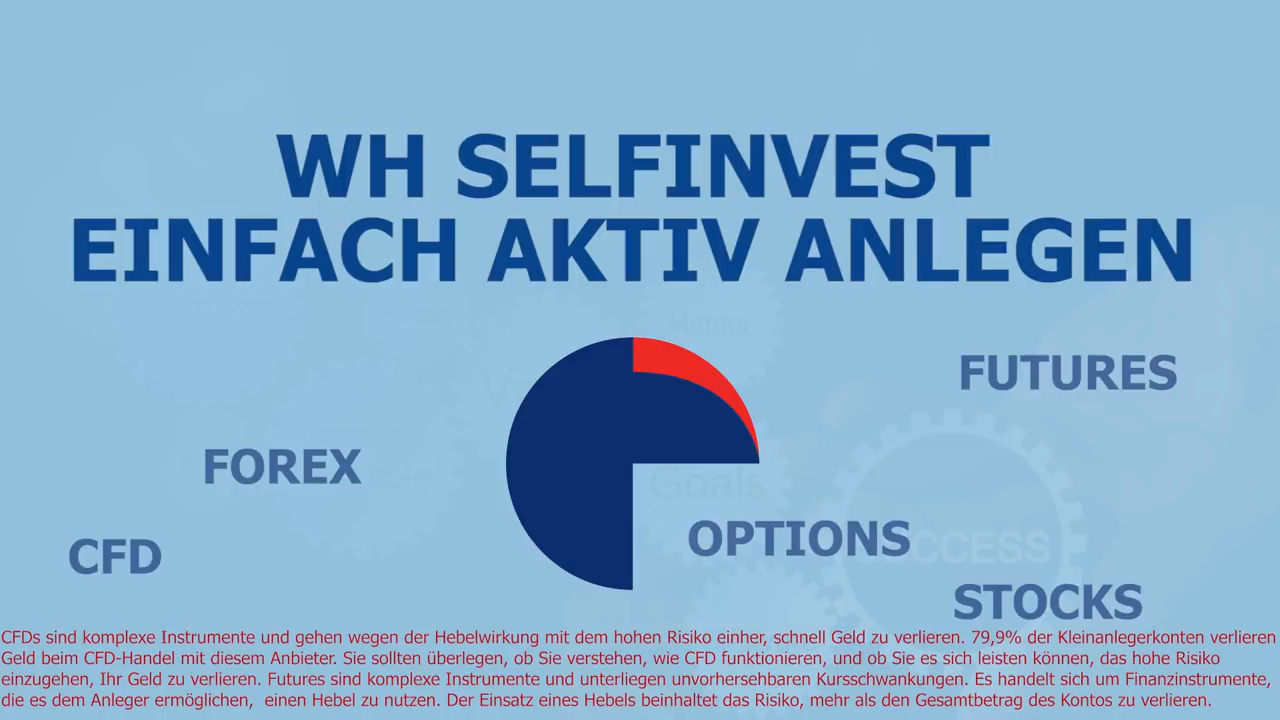 WH SELFINVEST
EINFACH AKTIV ANLEGEN
Mentor
FUTURES
FOREX
Goals
CFD
OPTIONS
STOCKS
CFDs sind komplexe Instrumente und gehen wegen der Hebelwirkung mit dem hohen Risiko einher, schnell Geld zu verlieren. 79,9% der Kleinanlegerkonten verlieren
Geld beim CFD-Handel mit diesem Anbieter. Sie sollten überlegen, ob Sie verstehen, wie CFD funktionieren, und ob Sie es sich leisten können, das hohe Risiko
einzugehen, Ihr Geld zu verlieren. Futures sind komplexe Instrumente und unterliegen unvorhersehbaren Kursschwankungen. Es handelt sich um Finanzinstrumente,
die es dem Anleger ermöglichen,  einen Hebel zu nutzen. Der Einsatz eines Hebels beinhaltet das Risiko, mehr als den Gesamtbetrag des Kontos zu verlieren.